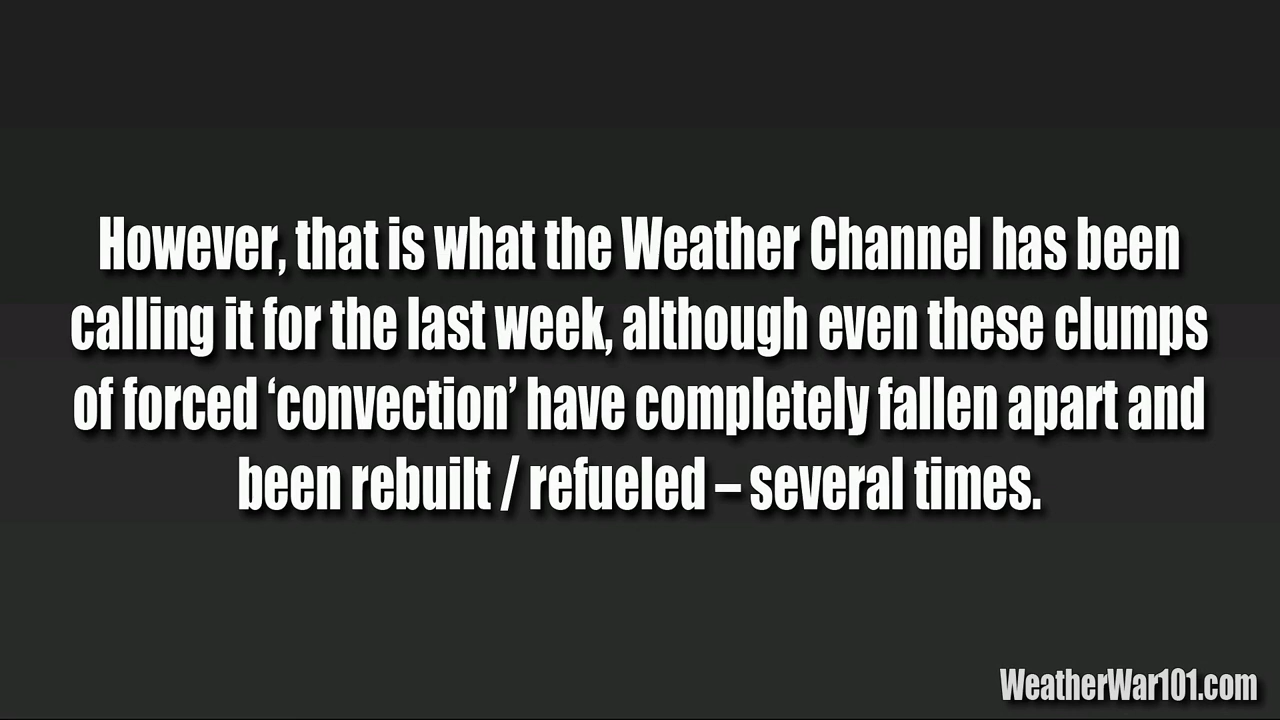 However, that is what the Weather Channel has been
calling it for the last week, although even these clumps
of forced ‘convection’ have completely fallen apart and
been rebuilt / refueled – several times.
WeatherWar101.com